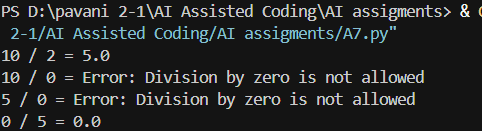 PS D:\pavani 2-1\AI Assisted Coding\AI assigments> &
2-1/AI Assisted Coding/AI assigments/A7.py"
10 / 2 = 5.0
10 / 0 = Error: Division by zero is not allowed
5 / 0 = Error: Division by zero is not allowed
0 / 5 = 0.0